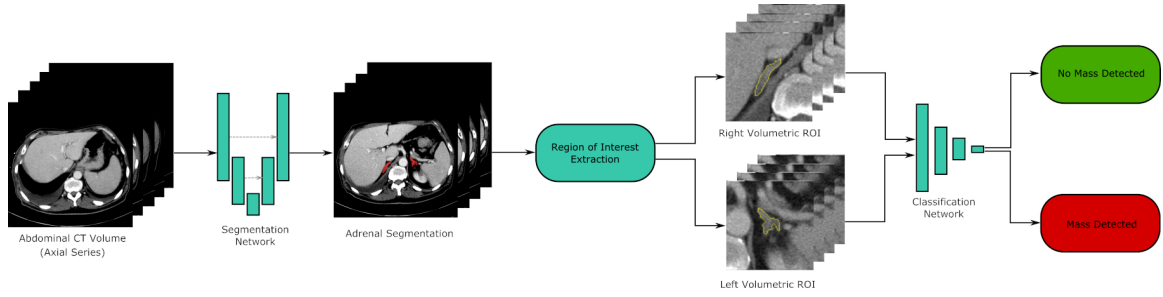 Abdominal CT Volume
(Axial Series)
Segmentation
Network
Adrenal Segmentation
Region of Interest
Extraction
Right Volumetric ROI
Left Volumetric ROI
Classification
Network
No Mass Detected
Mass Detected